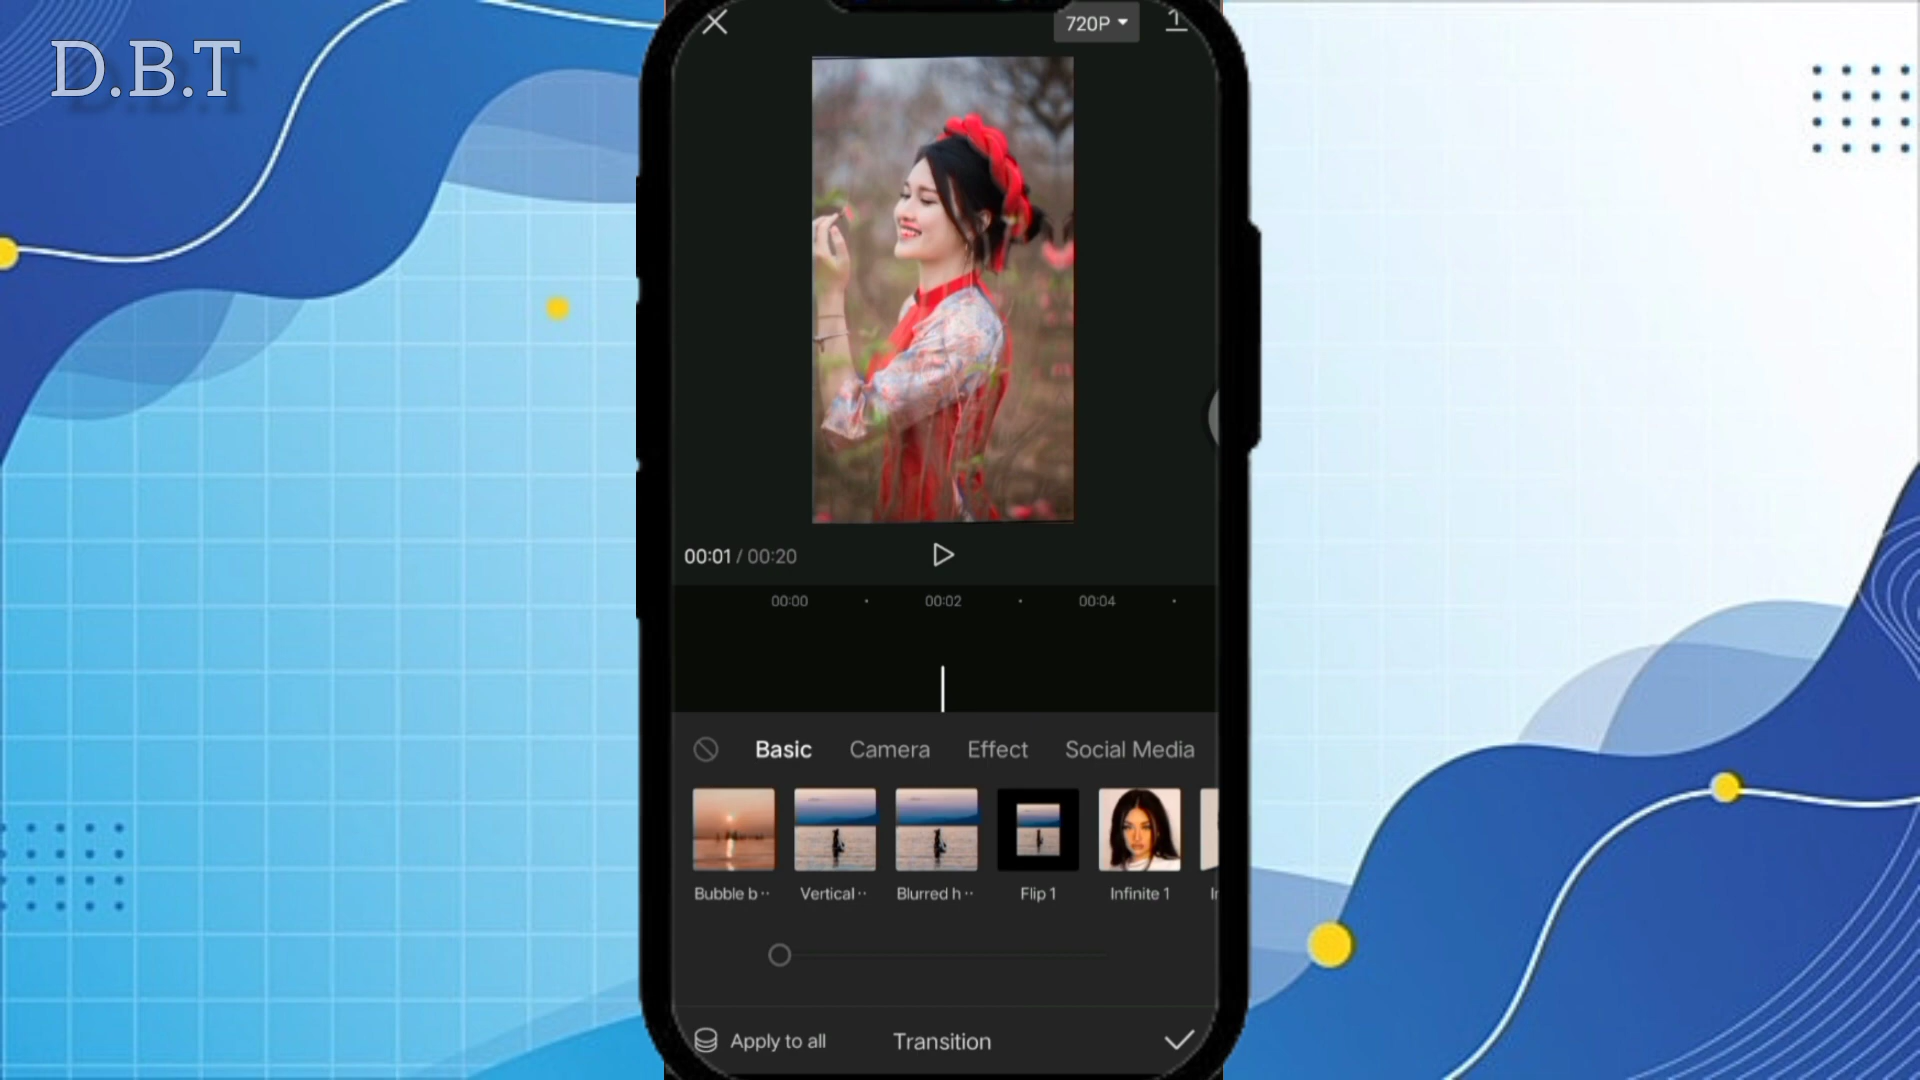 D.B.T
720P
00:01 / 00:20
00:00
00:02
00:04
Basic
Camera
Effect
Social Media
Bubble b··
Vertical··
Blurred h··
Flip 1
Infinite 1
Apply to all
Transition